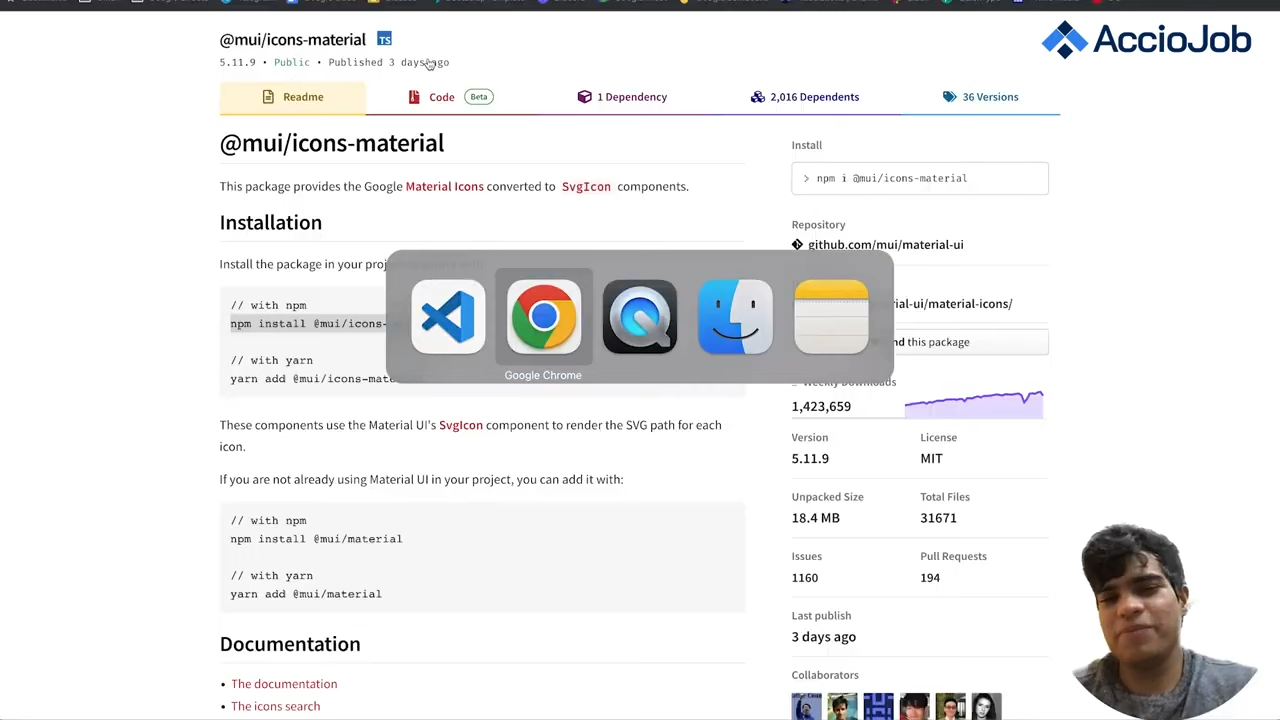 AccioJob
@mui/icons-material TS
5.11.9 • Public • Published 3 days ago
Readme
Code Beta
1 Dependency
2,016 Dependents
36 Versions
@mui/icons-material
This package provides the Google Material Icons converted to SvgIcon components.
Installation
Install the package in your
// with npm
npm install @mui/icons-
// with yarn
yarn add @mui/icons-mat
These components use the Material UI's SvgIcon component to render the SVG path for each
icon.
If you are not already using Material UI in your project, you can add it with:
// with npm
npm install @mui/material
// with yarn
yarn add @mui/material
Documentation
• The documentation
• The icons search
Google Chrome
Install
> npm i @mui/icons-material
Repository
github.com/mui/material-ui
ial-ui/material-icons/
this package
Weekly Downloads
1,423,659
Version
License
5.11.9
MIT
Unpacked Size
Total Files
18.4 MB
31671
Issues
Pull Requests
1160
194
Last publish
3 days ago
Collaborators